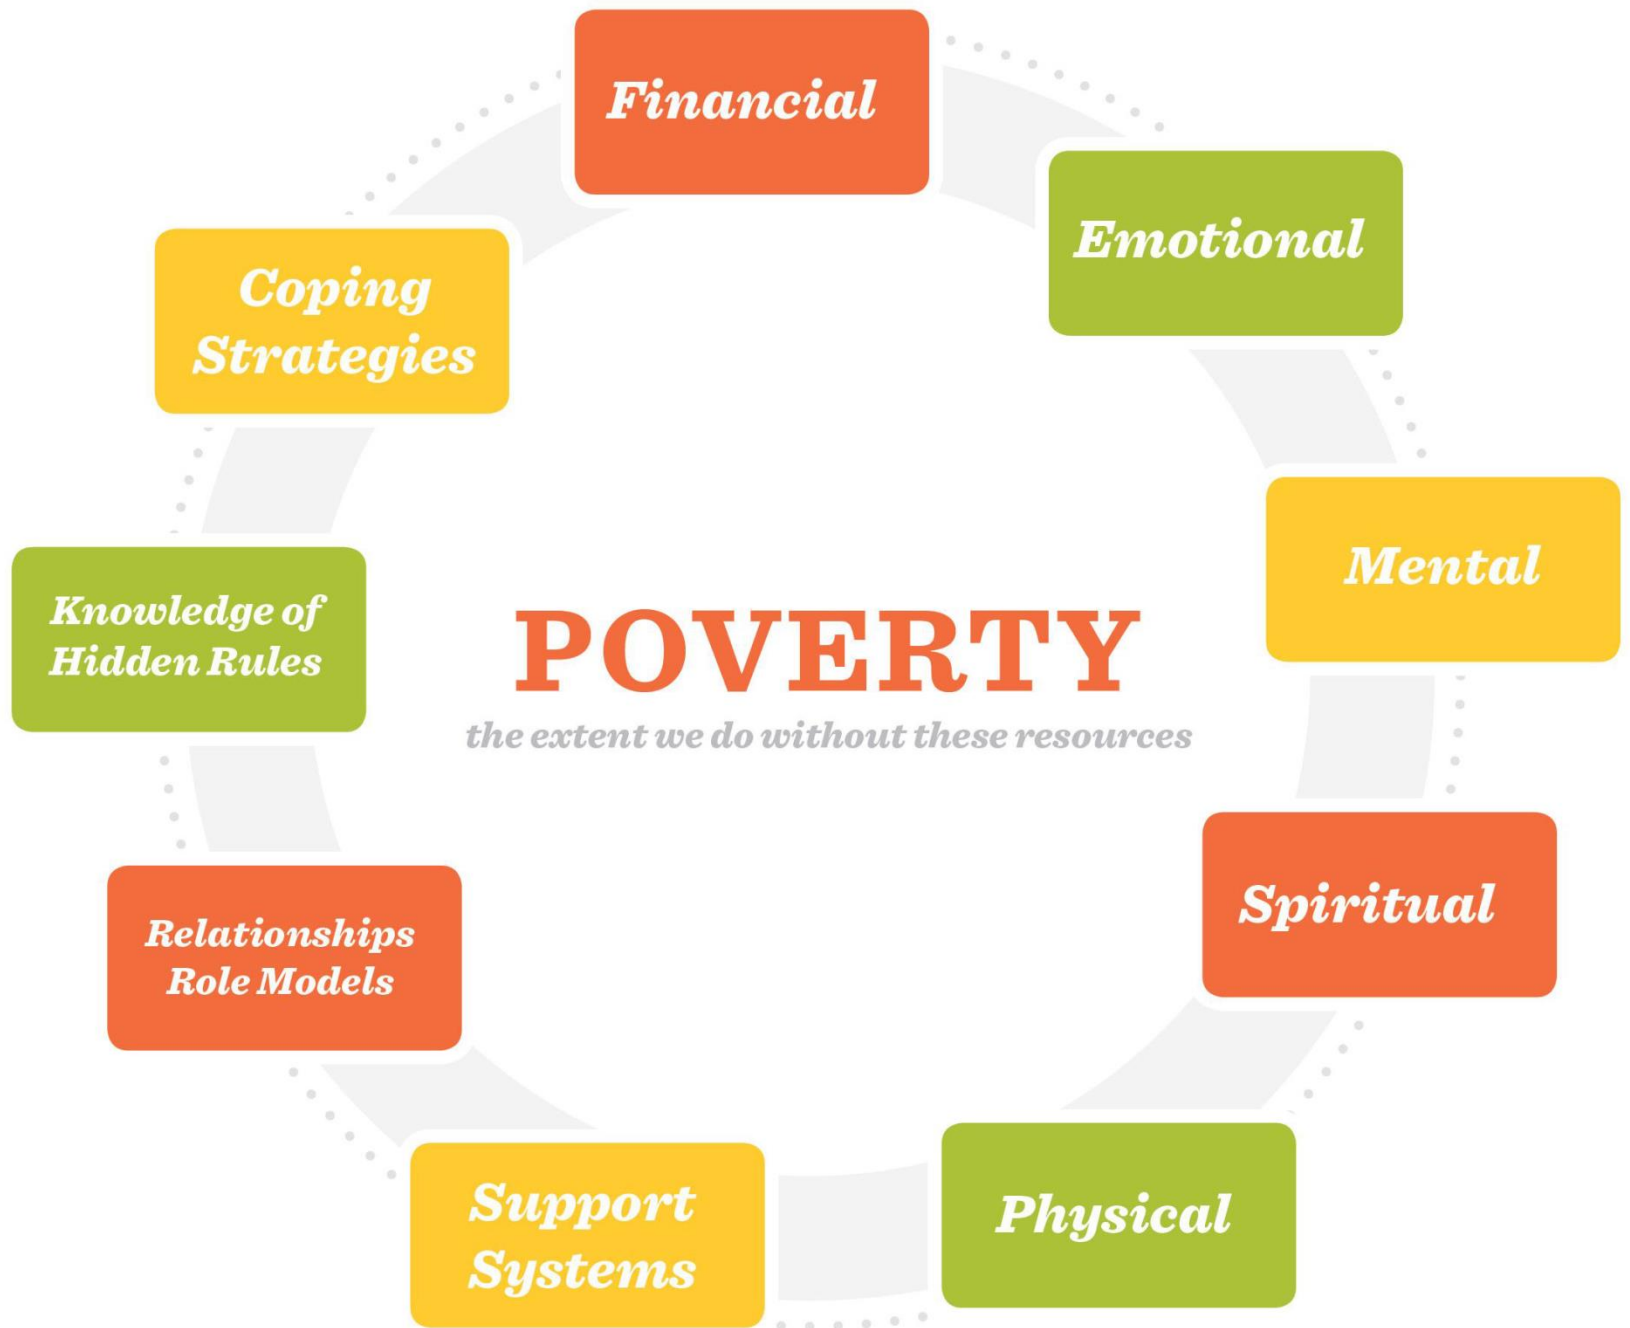 Financial
Emotional
Mental
Spiritual
Physical
Support
Systems
Relationships
Role Models
Knowledge of
Hidden Rules
Coping
Strategies
POVERTY
the extent we do without these resources